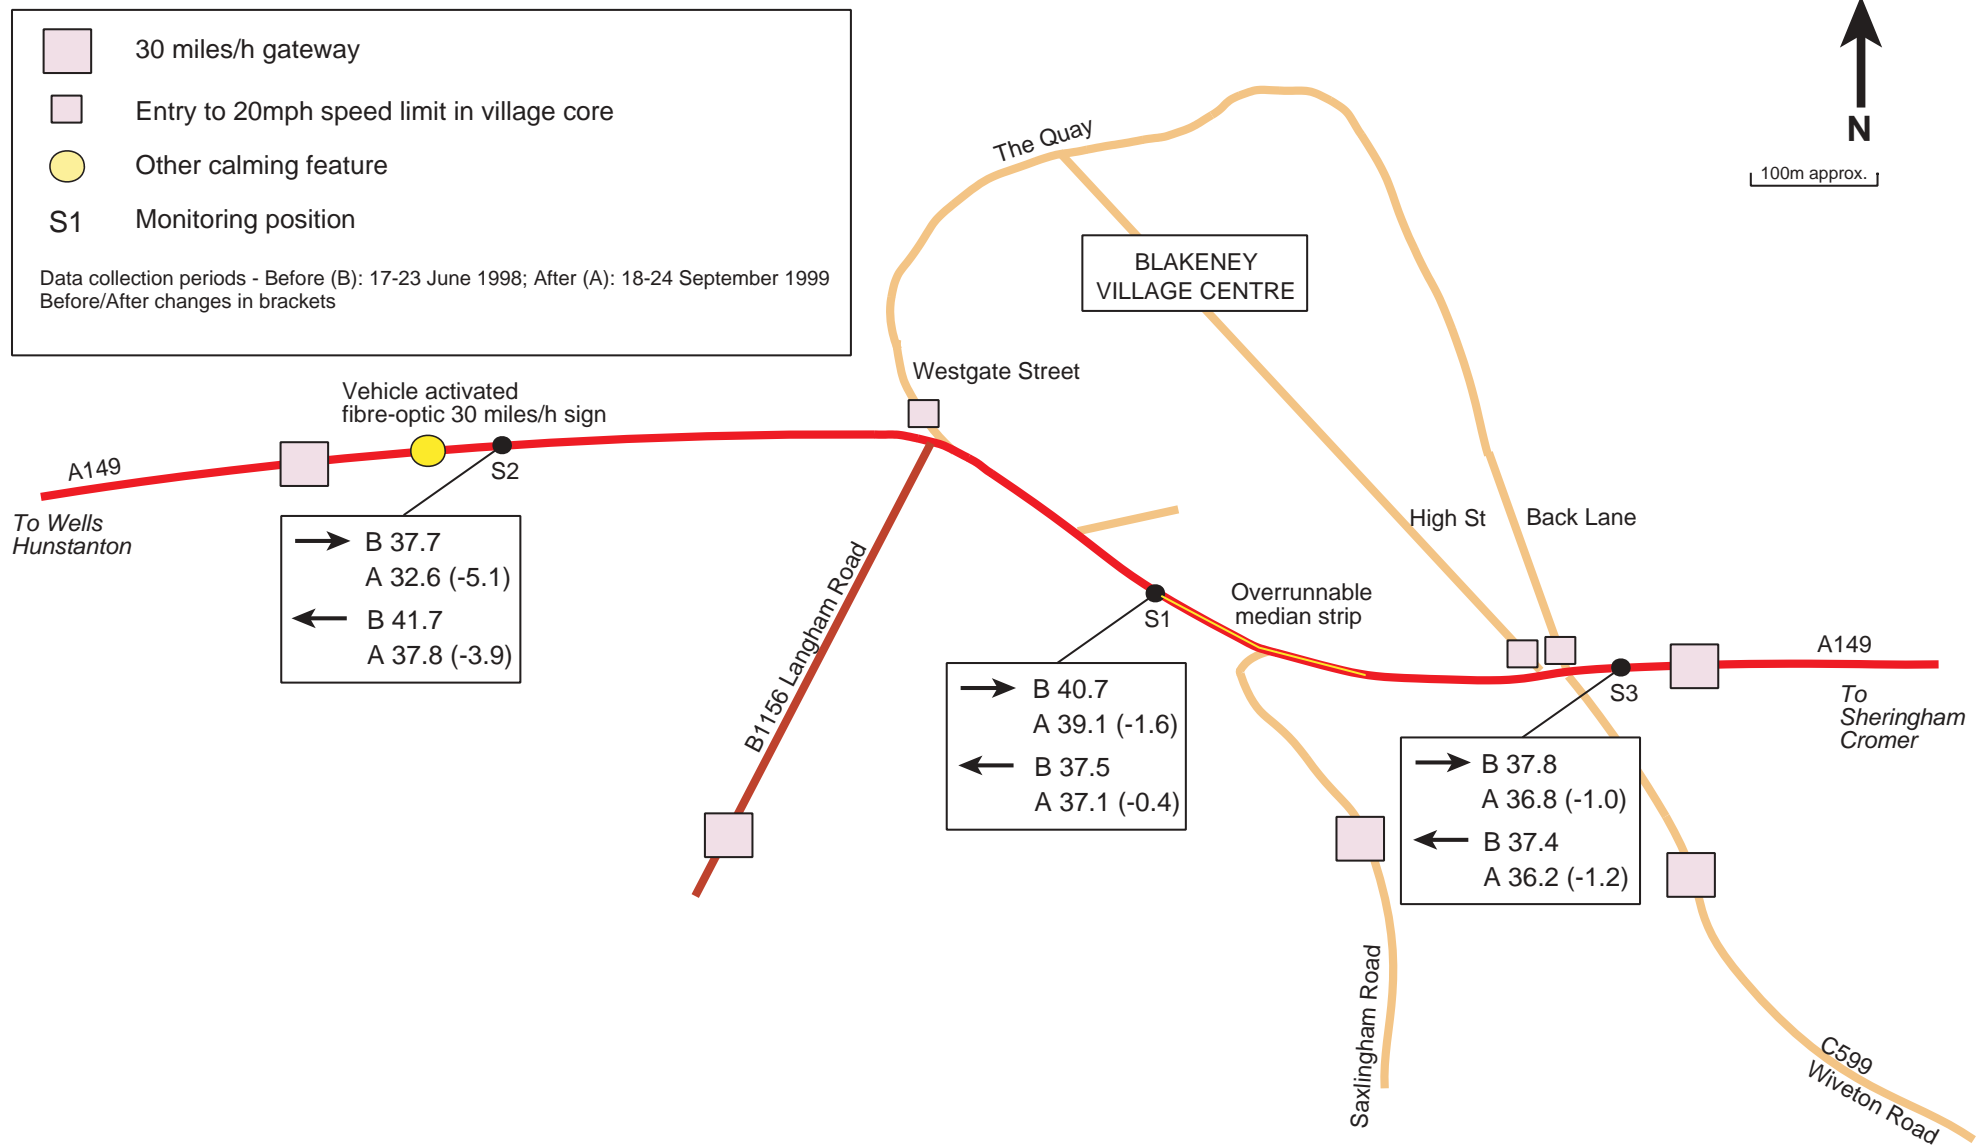 30 miles/h gateway
Entry to 20mph speed limit in village core
Other calming feature
S1 Monitoring position
Data collection periods - Before (B): 17-23 June 1998; After (A): 18-24 September 1999
Before/After changes in brackets
N
100m approx.
The Quay
BLAKENEY
VILLAGE CENTRE
Westgate Street
Vehicle activated
fibre-optic 30 miles/h sign
A149
To Wells
Hunstanton
S2
B 37.7
A 32.6 (-5.1)
B 41.7
A 37.8 (-3.9)
B1156 Langham Road
S1
B 40.7
A 39.1 (-1.6)
B 37.5
A 37.1 (-0.4)
Overrunnable
median strip
High St
Back Lane
S3
B 37.8
A 36.8 (-1.0)
B 37.4
A 36.2 (-1.2)
A149
To
Sheringham
Cromer
Saxlingham Road
C599
Wiveton Road